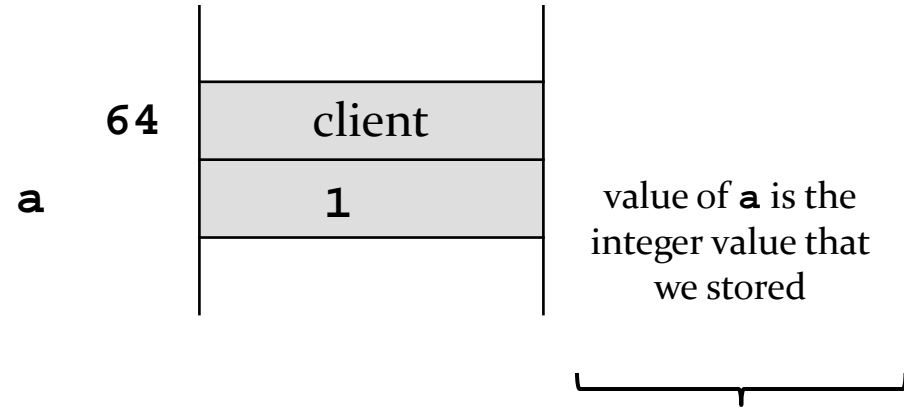 64 client
a 1
value of a is the
integer value that
we stored